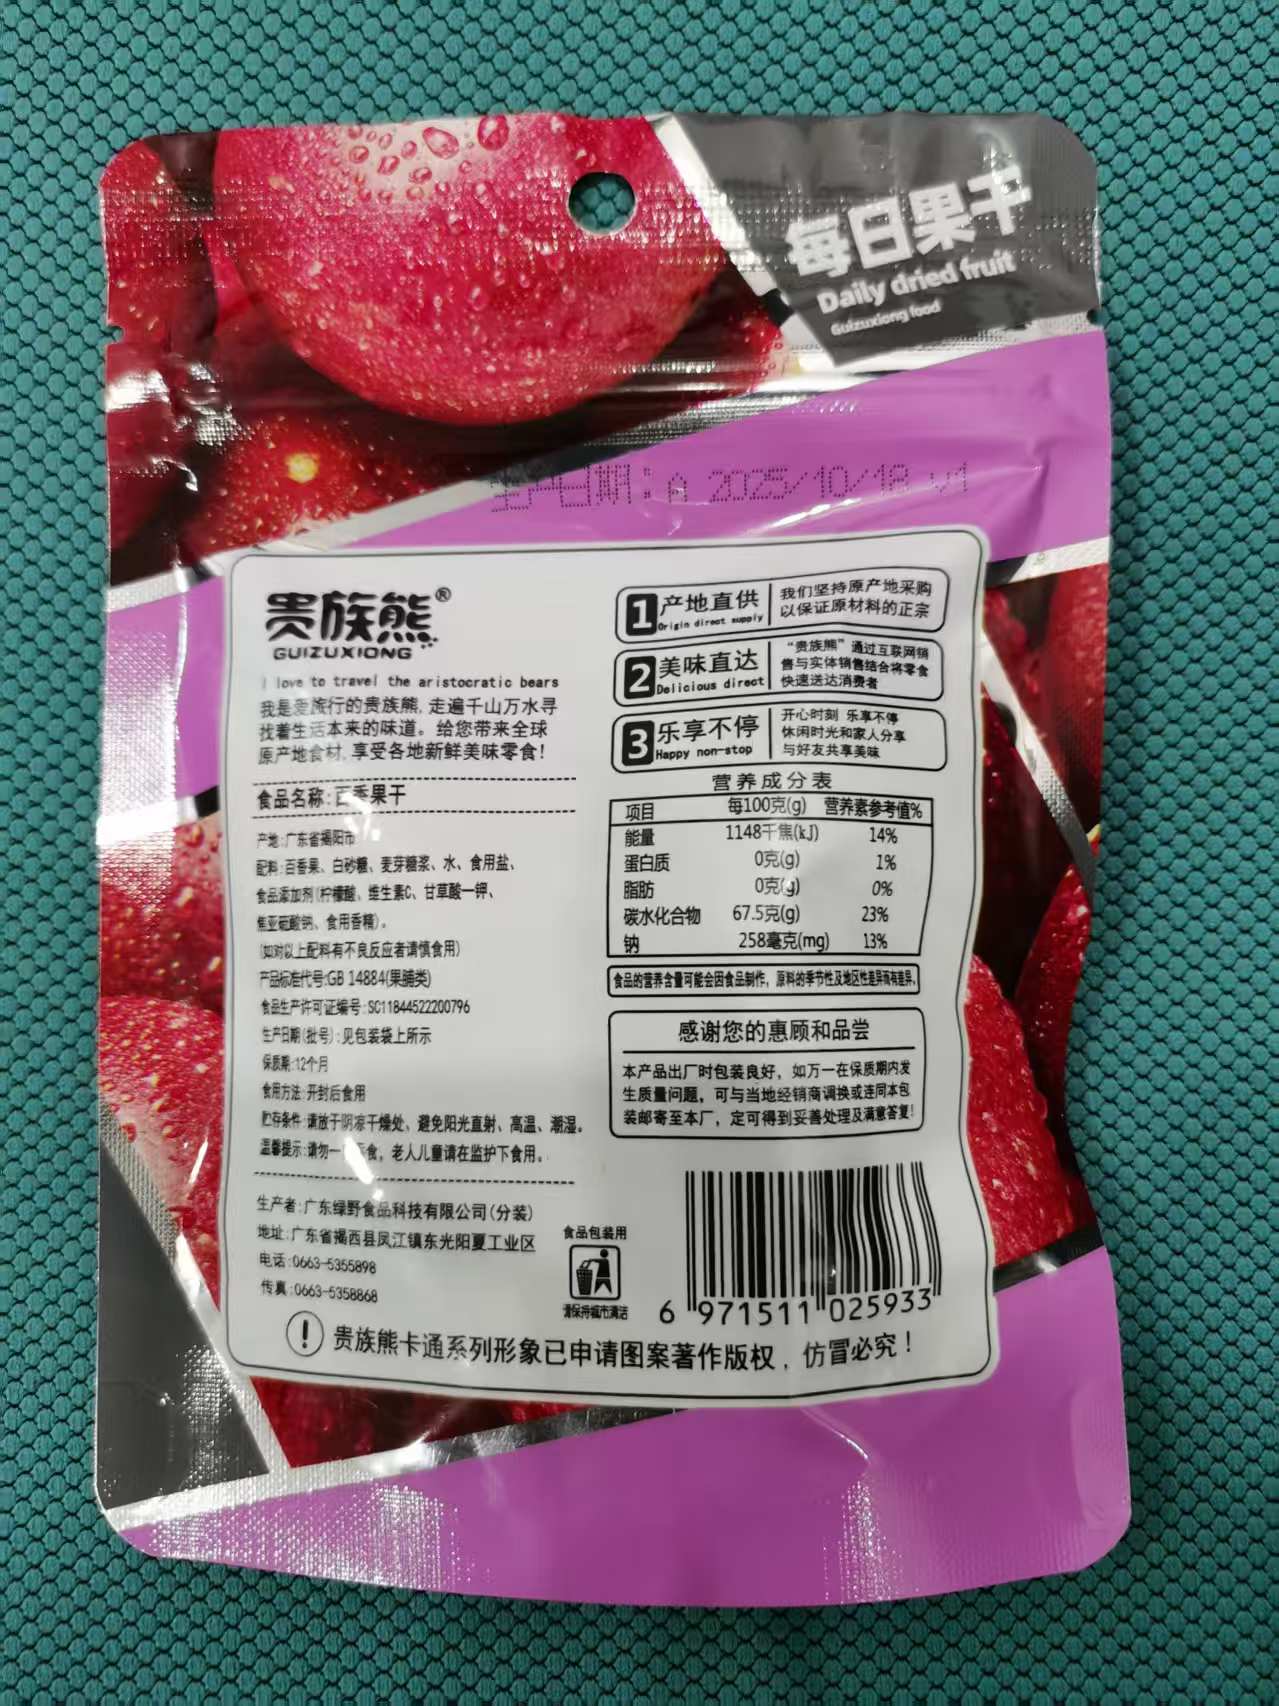 每日果干
Daily dried fruit
Guizuxiong food
生产日期:A 2025/10/18 v1
贵族熊®
GUIZUXIONG
I love to travel the aristocratic bears
我是爱旅行的贵族熊,走遍千山万水寻
找着生活本来的味道。给您带来全球
原产地食材,享受各地新鲜美味零食!
食品名称:百香果干
产地:广东省揭阳市
配料:百香果、白砂糖、麦芽糖浆、水、食用盐、
食品添加剂(柠檬酸、维生素C、甘草酸一钾、
焦亚硫酸钠、食用香精)。
(如对以上配料有不良反应者请慎食用)
产品标准代号:GB 14884(果脯类)
食品生产许可证编号:SC11844522200796
生产日期(批号):见包装袋上所示
保质期:12个月
食用方法:开封后食用
贮存条件:请放于阴凉干燥处、避免阳光直射、高温、潮湿。
温馨提示:请勿一食,老人儿童请在监护下食用。
生产者:广东绿野食品科技有限公司(分装)
地址:广东省揭西县凤江镇东光阳夏工业区
电话:0663-5355898
传真:0663-5358868
1 产地直供 Origin direct supply 我们坚持原产地采购
以保证原材料的正宗
2 美味直达 Delicious direct “贵族熊”通过互联网销
售与实体销售结合将零食
快速送达消费者
3 乐享不停 Happy non-stop 开心时刻 乐享不停
休闲时光和家人分享
与好友共享美味
营养成分表
项目 每100克(g) 营养素参考值%
能量 1148千焦(kJ) 14%
蛋白质 0克(g) 1%
脂肪 0克(g) 0%
碳水化合物 67.5克(g) 23%
钠 258毫克(mg) 13%
食品的营养含量可能会因食品制作,原料的季节性及地区性差异而有差异。
感谢您的惠顾和品尝
本产品出厂时包装良好,如万一在保质期内发
生质量问题,可与当地经销商调换或连同本包
装邮寄至本厂,定可得到妥善处理及满意答复!
食品包装用
请保持城市清洁
6 971511 025933
! 贵族熊卡通系列形象已申请图案著作版权,仿冒必究!